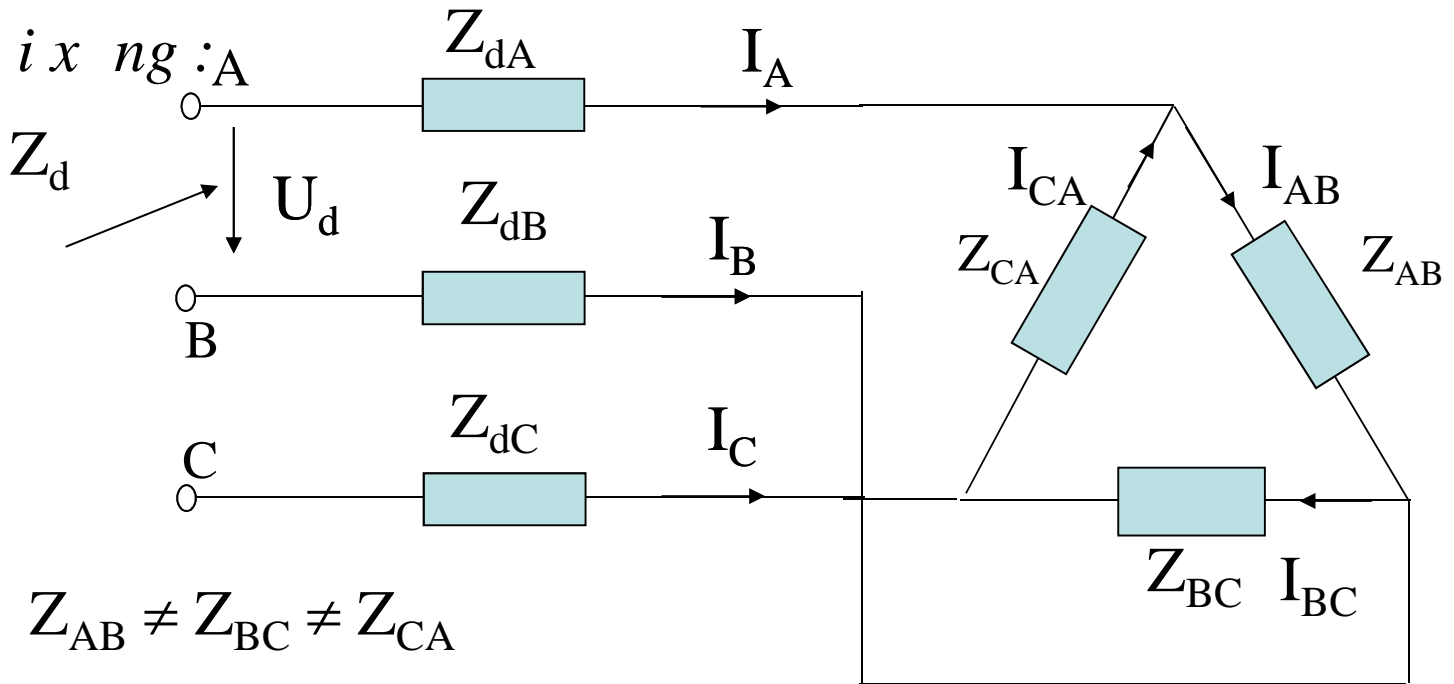 i x ng :
A
Z_dA
I_A
Z_d
U_d
Z_dB
I_B
B
I_CA
I_AB
Z_CA
Z_AB
C
Z_dC
I_C
Z_BC
I_BC
Z_AB ≠ Z_BC ≠ Z_CA